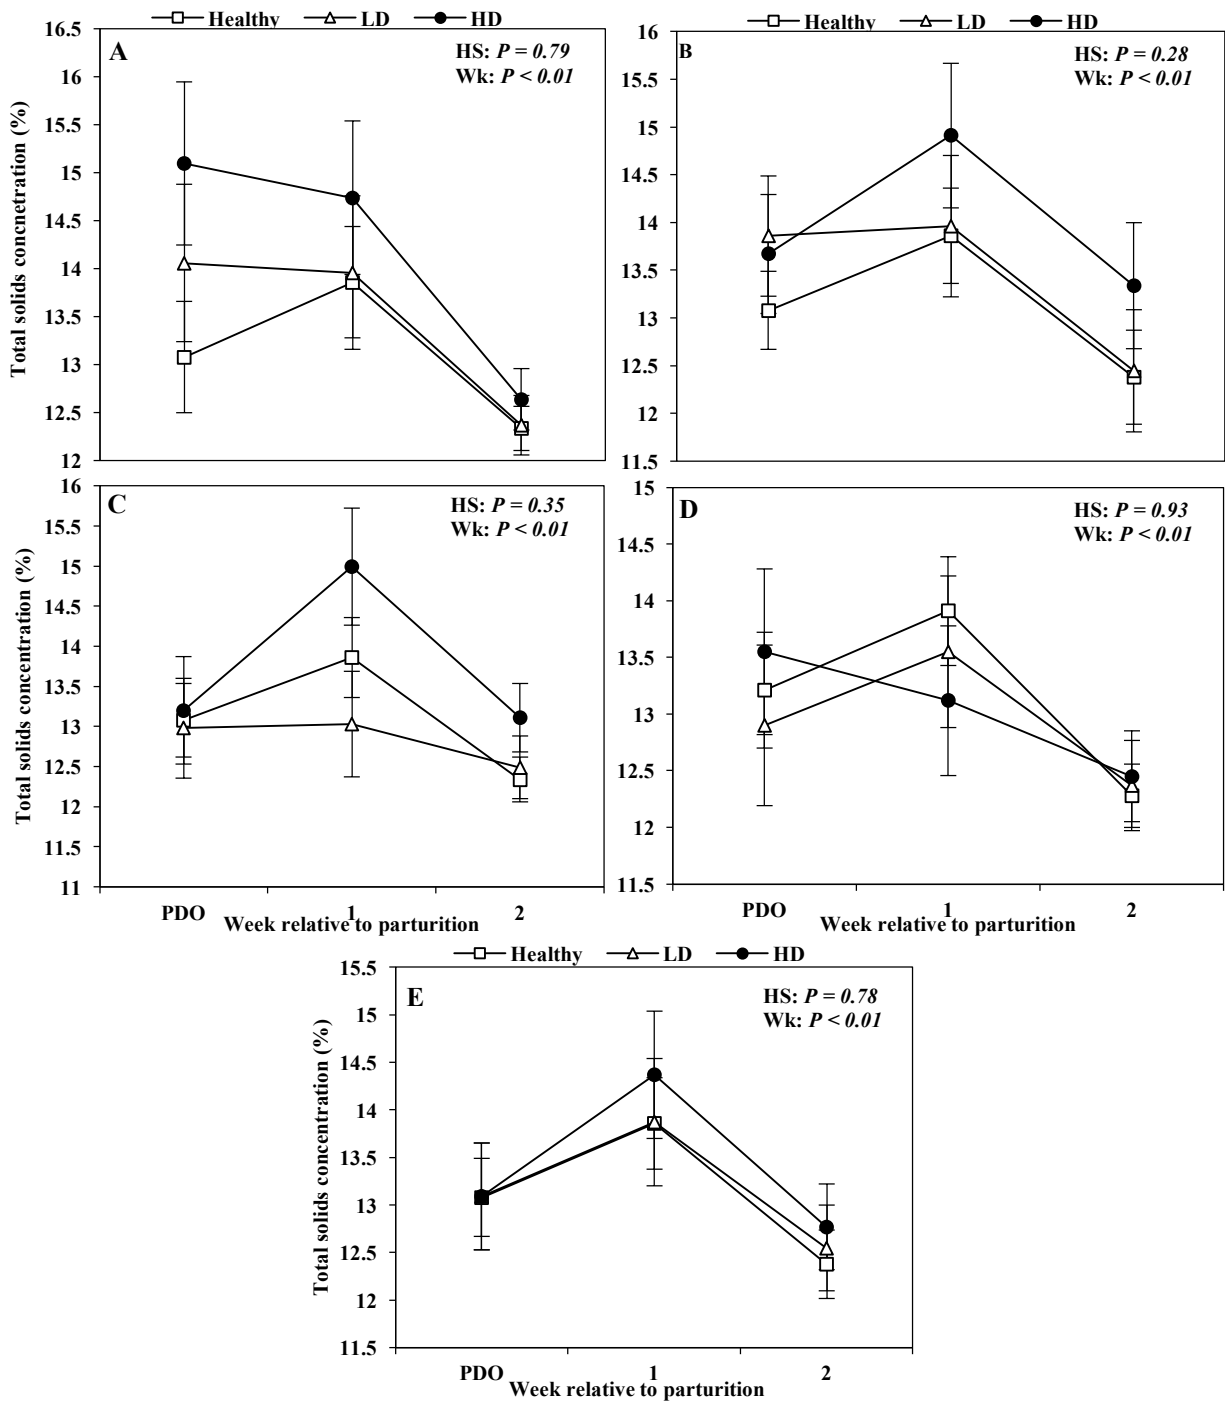 Healthy LD HD
A
HS: P = 0.79
Wk: P < 0.01
Total solids concnetration (%)
16.5
16
15.5
15
14.5
14
13.5
13
12.5
12
Healthy LD HD
B
HS: P = 0.28
Wk: P < 0.01
16
15.5
15
14.5
14
13.5
13
12.5
12
11.5
C
HS: P = 0.35
Wk: P < 0.01
Total solids concentration (%)
16
15.5
15
14.5
14
13.5
13
12.5
12
11.5
11
PDO 1 2
Week relative to parturition
D
HS: P = 0.93
Wk: P < 0.01
15
14.5
14
13.5
13
12.5
12
11.5
PDO 1 2
Week relative to parturition
Healthy LD HD
E
HS: P = 0.78
Wk: P < 0.01
Total solids concentration (%)
15.5
15
14.5
14
13.5
13
12.5
12
11.5
PDO 1 2
Week relative to parturition